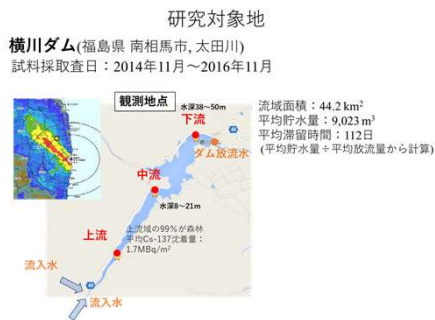 研究対象地
横川ダム(福島県 南相馬市, 太田川)
試料採取査日：2014年11月～2016年11月
観測地点
水深38～50m
下流
ダム放流水
中流
水深8～21m
上流
上流域の99%が森林
平均Cs-137沈着量：
1.7MBq/m²
流入水
流入水
流域面積：44.2 km²
平均貯水量：9,023 m³
平均滞留時間：112日
(平均貯水量÷平均放流量から計算)